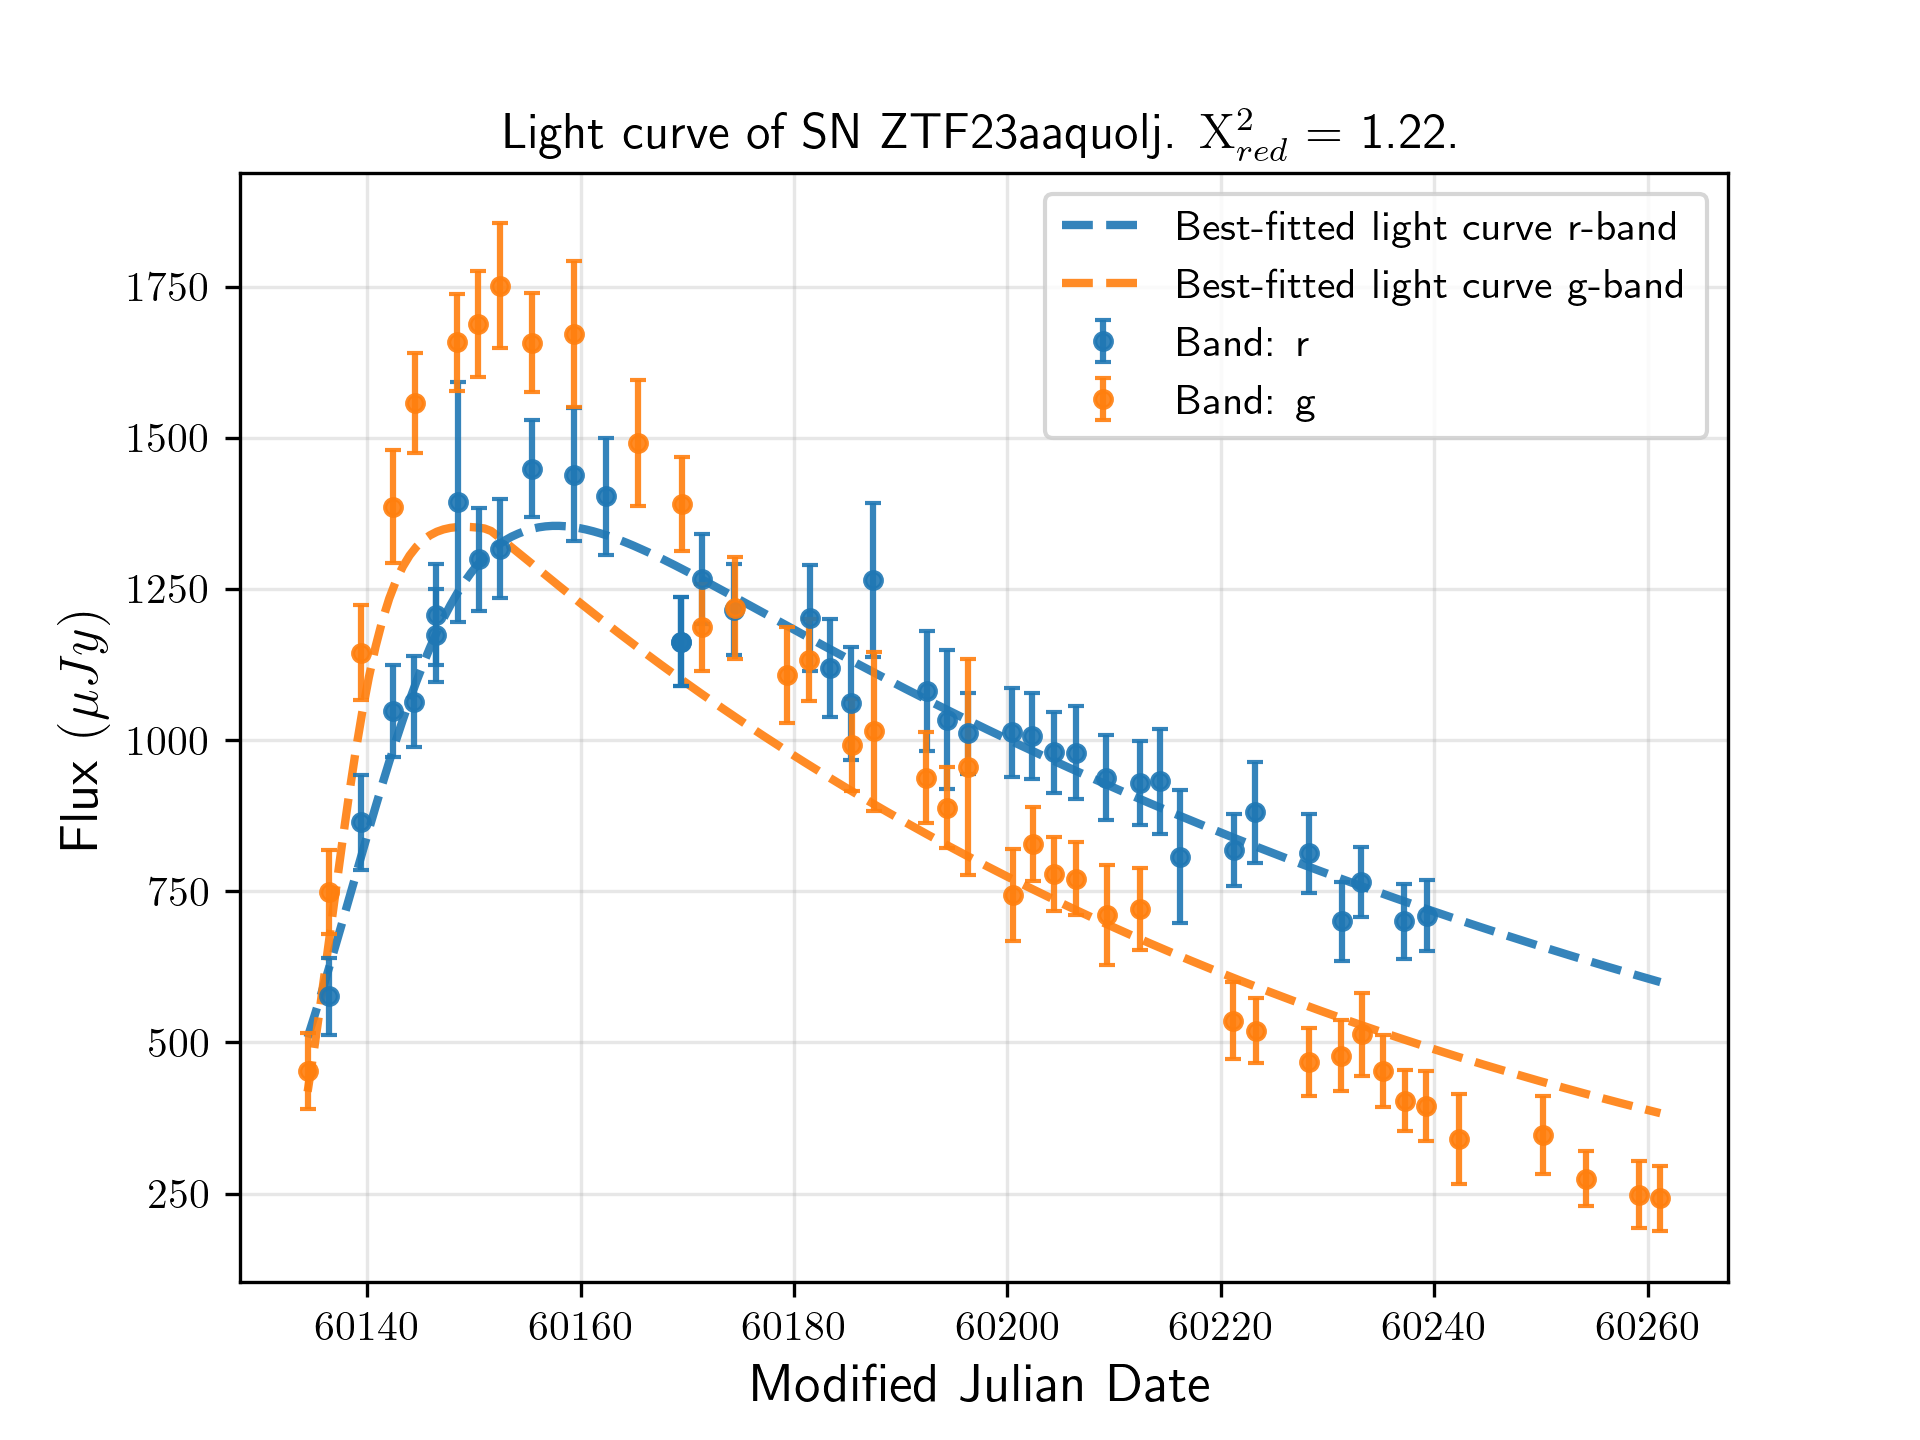 Light curve of SN ZTF23aaquolj. X²_red = 1.22.
Best-fitted light curve r-band
Best-fitted light curve g-band
Band: r
Band: g
Flux (μJy)
1750
1500
1250
1000
750
500
250
60140 60160 60180 60200 60220 60240 60260
Modified Julian Date